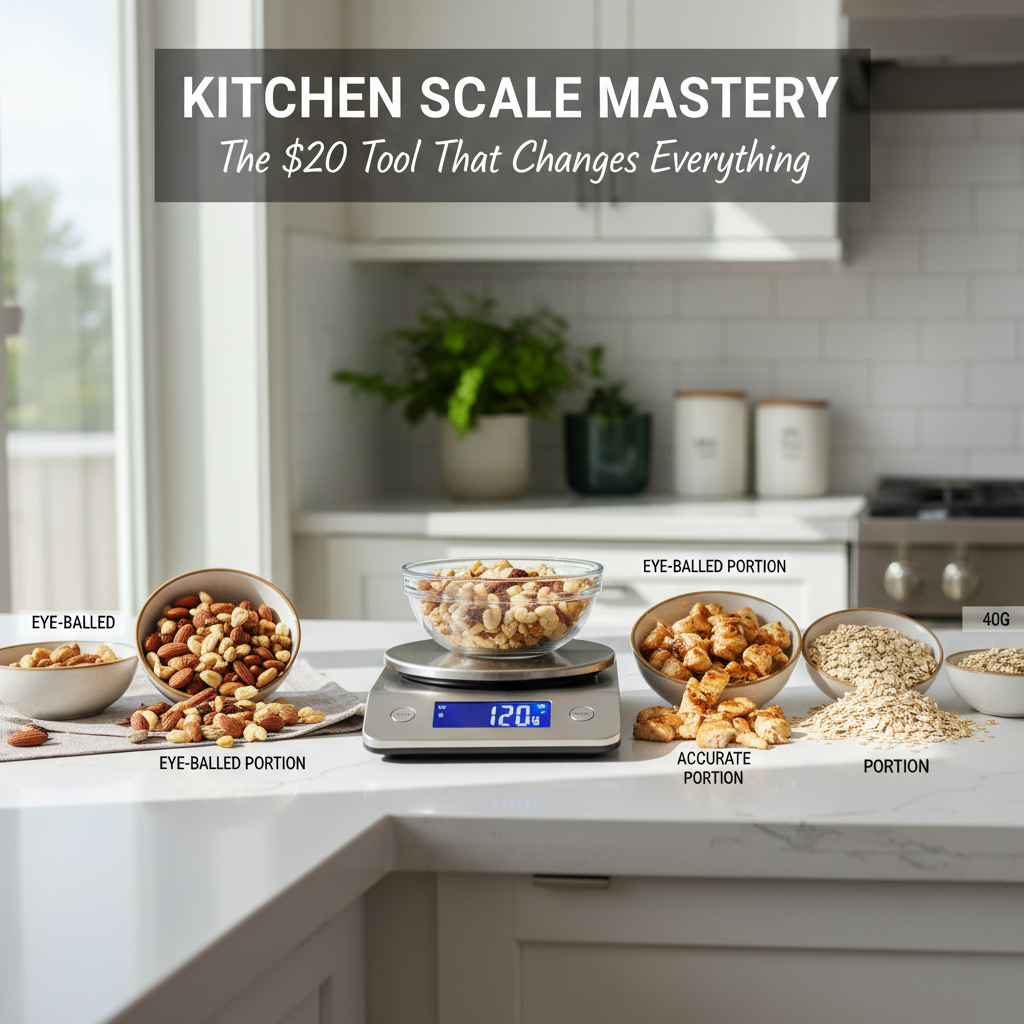 KITCHEN SCALE MASTERY
The $20 Tool That Changes Everything
EYE-BALLED PORTION
EYE-BALLED
40G
120g
EYE-BALLED PORTION
ACCURATE
PORTION
PORTION